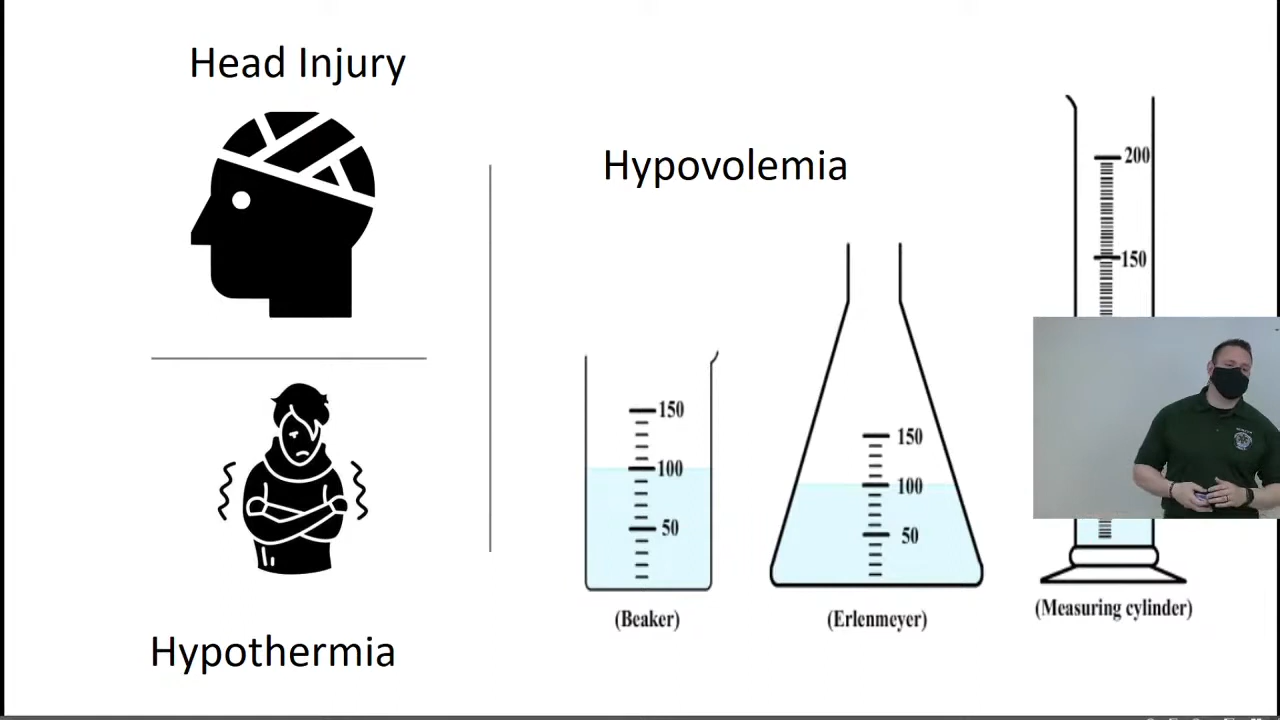 Head Injury
Hypothermia
Hypovolemia
150
100
50
(Beaker)
150
100
50
(Erlenmeyer)
200
150
(Measuring cylinder)